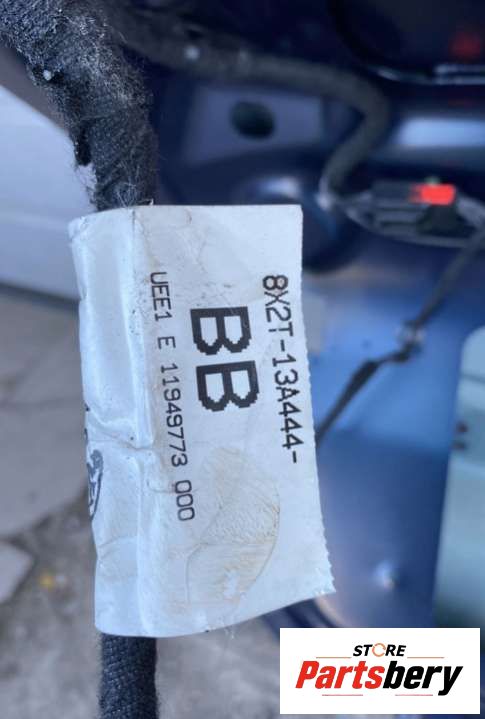 8X2T-13A444-
BB
UEE1 E 11949773 000
STORE
Partsbery